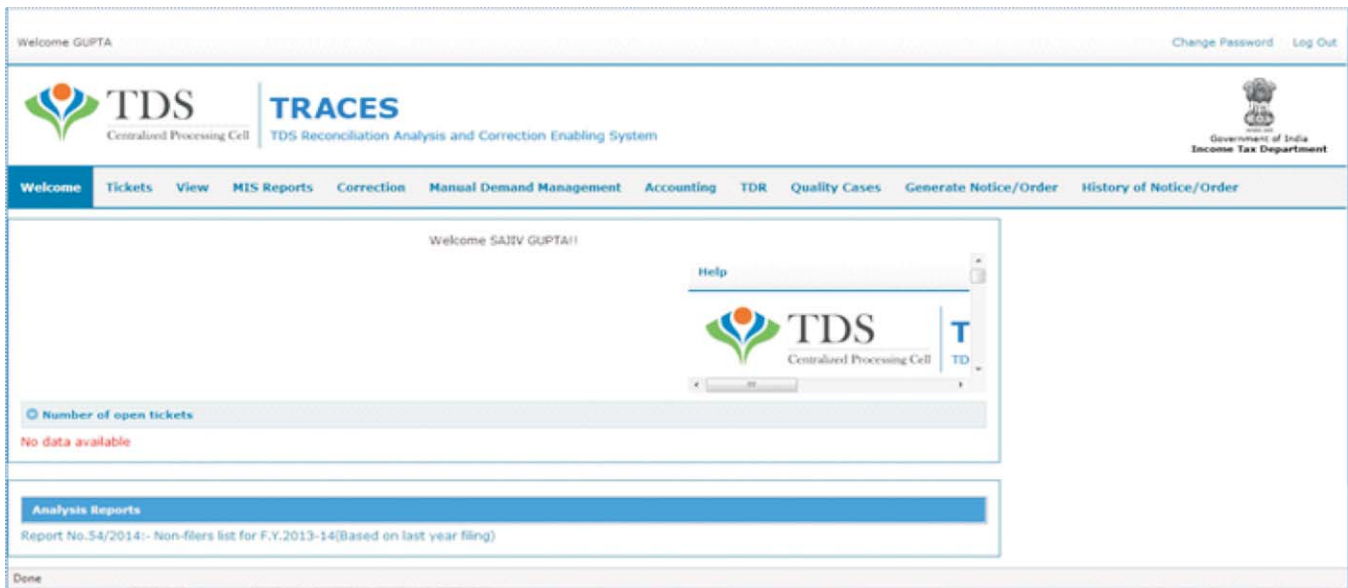 Welcome GUPTA
Change Password Log Out
TDS
Centralized Processing Cell
TRACES
TDS Reconciliation Analysis and Correction Enabling System
Government of India
Income Tax Department
Welcome Tickets View MIS Reports Correction Manual Demand Management Accounting TDR Quality Cases Generate Notice/Order History of Notice/Order
Welcome SAJIV GUPTA!!
Help
TDS
Centralized Processing Cell
T
TD
Number of open tickets
No data available
Analysis Reports
Report No.54/2014:- Non-filers list for F.Y.2013-14(Based on last year filing)
Done